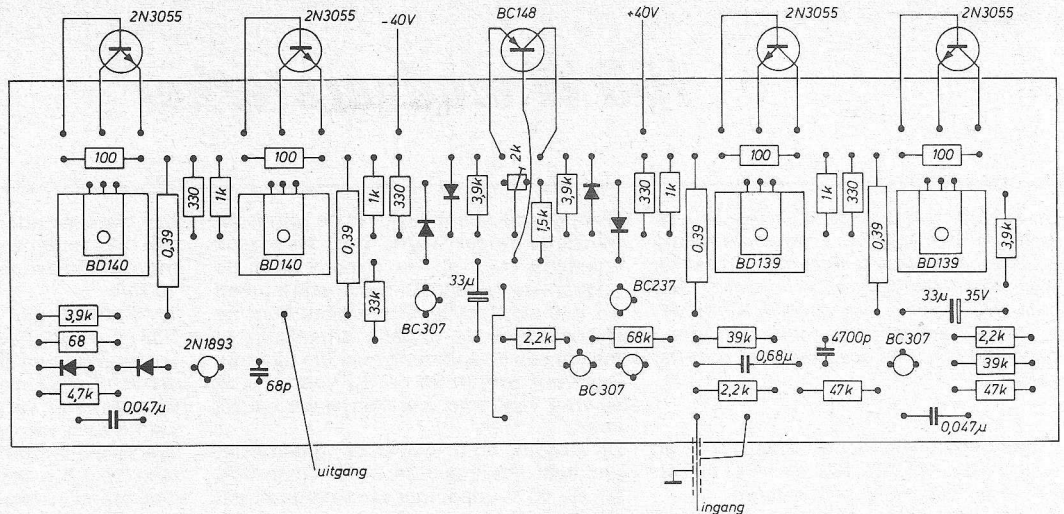 2N3055
2N3055
-40V
BC148
+40V
2N3055
2N3055
100
100
2k
100
100
330
1k
1k
330
3,9k
1,5k
3,9k
330
1k
1k
330
0,39
0,39
0,39
0,39
3,9k
BD140
BD140
BD139
BD139
33k
33µ
BC307
BC237
33µ
35V
3,9k
68
2N1893
68p
2,2k
68k
39k
4700p
BC307
2,2k
0,68µ
39k
4,7k
BC307
2,2k
47k
47k
0,047µ
0,047µ
uitgang
ingang